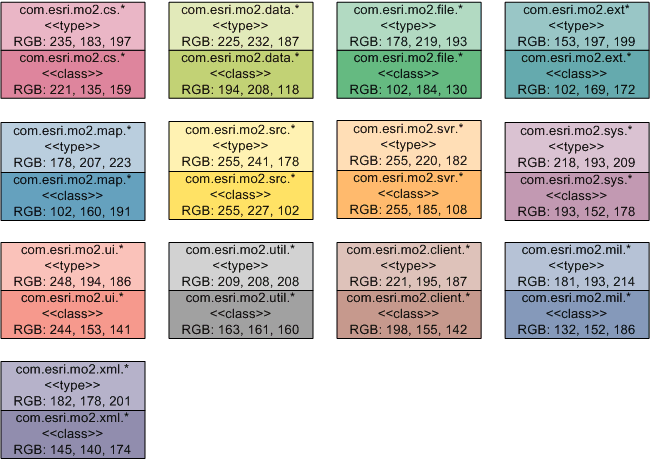 com.esri.mo2.cs.*
<<type>>
RGB: 235, 183, 197
com.esri.mo2.cs.*
<<class>>
RGB: 221, 135, 159
com.esri.mo2.data.*
<<type>>
RGB: 225, 232, 187
com.esri.mo2.data.*
<<class>>
RGB: 194, 208, 118
com.esri.mo2.file.*
<<type>>
RGB: 178, 219, 193
com.esri.mo2.file.*
<<class>>
RGB: 102, 184, 130
com.esri.mo2.ext*
<<type>>
RGB: 153, 197, 199
com.esri.mo2.ext.*
<<class>>
RGB: 102, 169, 172
com.esri.mo2.map.*
<<type>>
RGB: 178, 207, 223
com.esri.mo2.map.*
<<class>>
RGB: 102, 160, 191
com.esri.mo2.src.*
<<type>>
RGB: 255, 241, 178
com.esri.mo2.src.*
<<class>>
RGB: 255, 227, 102
com.esri.mo2.svr.*
<<type>>
RGB: 255, 220, 182
com.esri.mo2.svr.*
<<class>>
RGB: 255, 185, 108
com.esri.mo2.sys.*
<<type>>
RGB: 218, 193, 209
com.esri.mo2.sys.*
<<class>>
RGB: 193, 152, 178
com.esri.mo2.ui.*
<<type>>
RGB: 248, 194, 186
com.esri.mo2.ui.*
<<class>>
RGB: 244, 153, 141
com.esri.mo2.util.*
<<type>>
RGB: 209, 208, 208
com.esri.mo2.util.*
<<class>>
RGB: 163, 161, 160
com.esri.mo2.client.*
<<type>>
RGB: 221, 195, 187
com.esri.mo2.client.*
<<class>>
RGB: 198, 155, 142
com.esri.mo2.mil.*
<<type>>
RGB: 181, 193, 214
com.esri.mo2.mil.*
<<class>>
RGB: 132, 152, 186
com.esri.mo2.xml.*
<<type>>
RGB: 182, 178, 201
com.esri.mo2.xml.*
<<class>>
RGB: 145, 140, 174